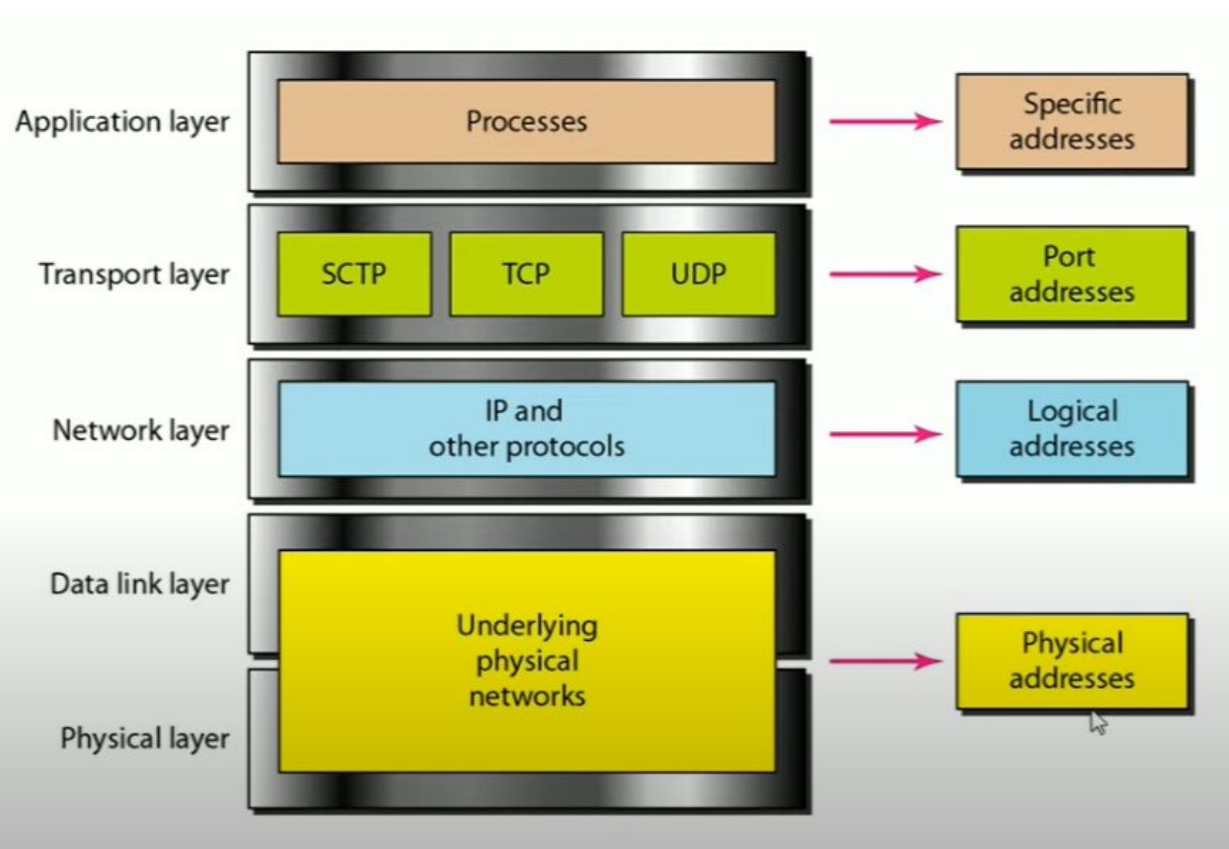 Application layer
Processes
Specific
addresses
Transport layer
SCTP
TCP
UDP
Port
addresses
Network layer
IP and
other protocols
Logical
addresses
Data link layer
Underlying
physical
networks
Physical
addresses
Physical layer